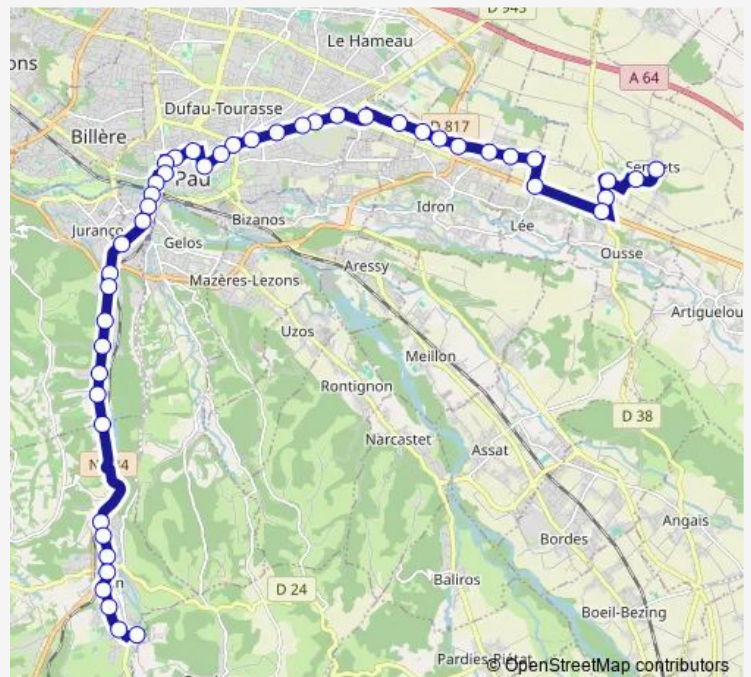 D 943
Le Hameau
ons
A 64
Dufau-Tourasse
D 817
Billère
Pau
Idron
Bizanos
Lée
Gelos
Ousse
Mazères-Lezons
Aressy
Artiguelou
Uzos
Meillon
Rontignon
D 38
Narcastet
Assat
Angais
Bordes
D 24
Baliros
Boeil-Bezing
© OpenStreetMap contributors